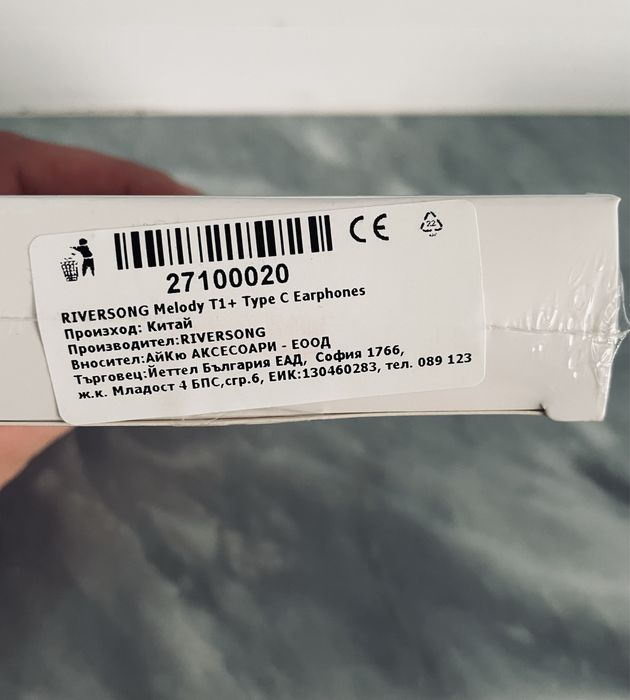 CE
22
27100020
RIVERSONG Melody T1+ Type C Earphones
Произход: Китай
Производител:RIVERSONG
Вносител:АйКю АКСЕСОАРИ - ЕООД
Търговец:Йеттел България ЕАД, София 1766,
ж.к. Младост 4 БПС,сгр.6, ЕИК:130460283, тел. 089 123